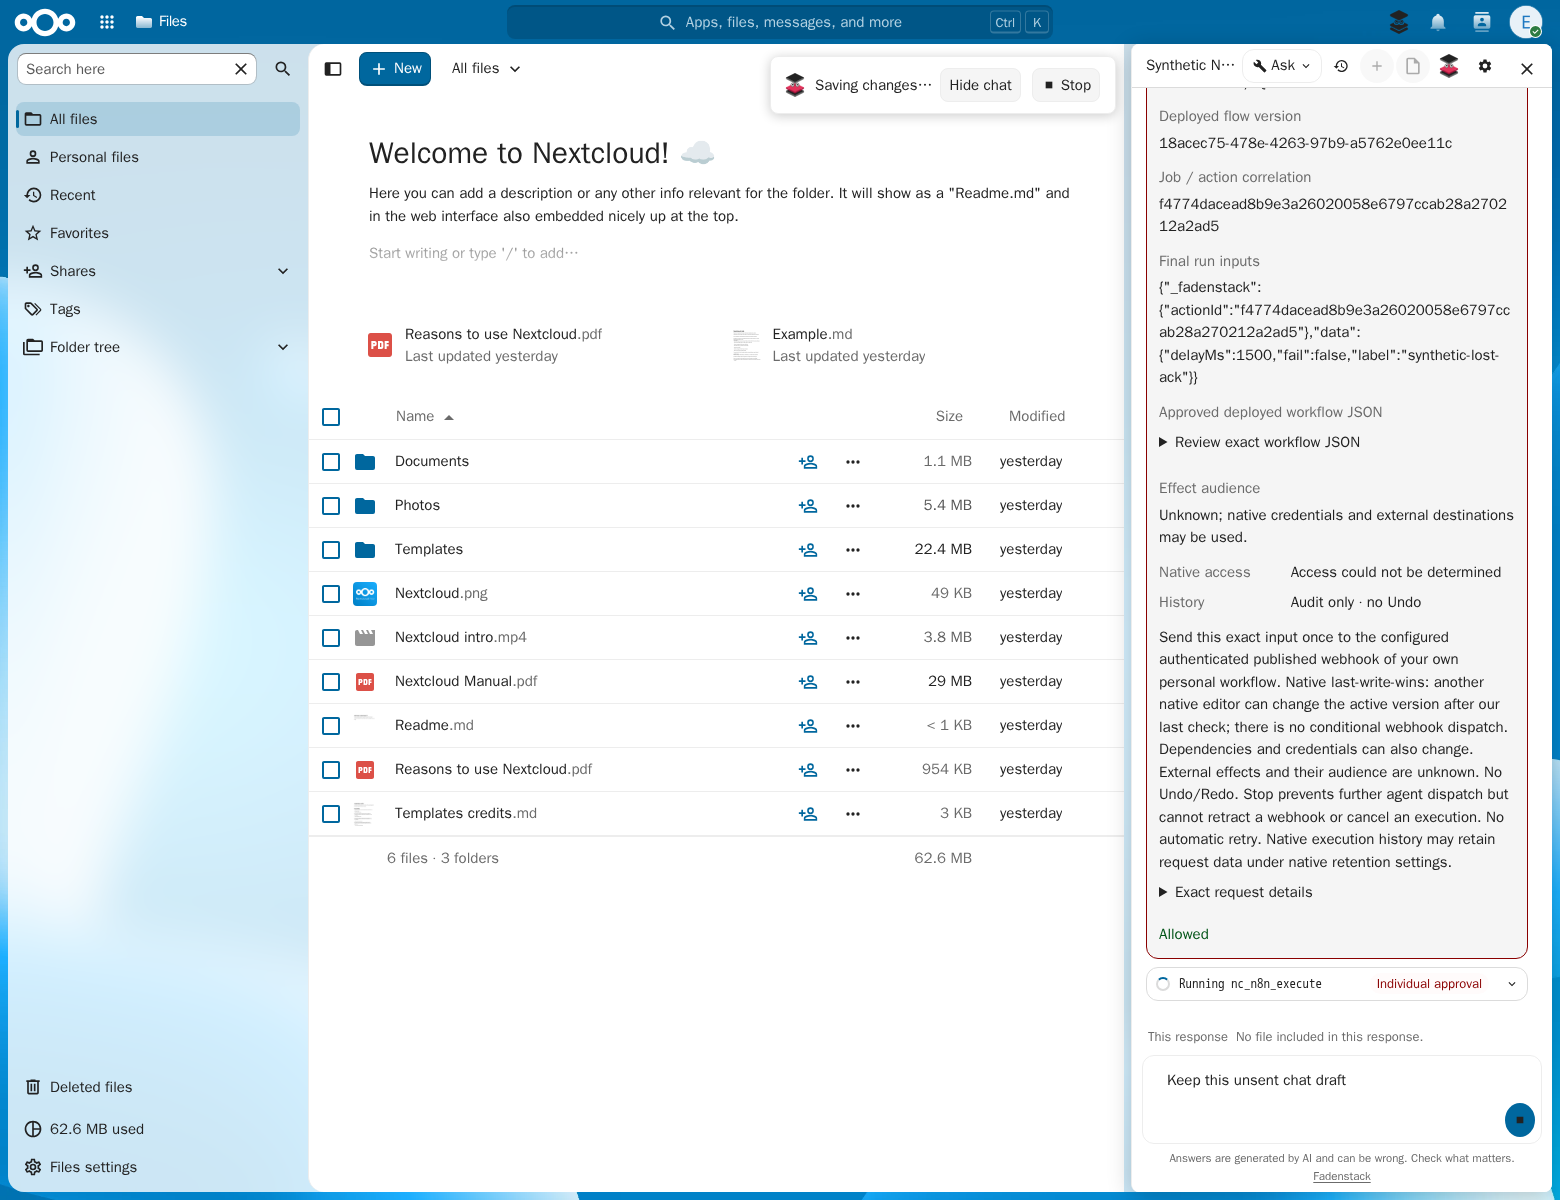 Files
Apps, files, messages, and more
Ctrl
K
E
Search here
All files
Personal files
Recent
Favorites
Shares
Tags
Folder tree
Deleted files
62.6 MB used
Files settings
New
All files
Saving changes…
Hide chat
Stop
Welcome to Nextcloud! ☁️
Here you can add a description or any other info relevant for the folder. It will show as a "Readme.md" and
in the web interface also embedded nicely up at the top.
Start writing or type '/' to add…
PDF
Reasons to use Nextcloud.pdf
Last updated yesterday
Example.md
Last updated yesterday
Name
Size
Modified
Documents
1.1 MB
yesterday
Photos
5.4 MB
yesterday
Templates
22.4 MB
yesterday
Nextcloud.png
49 KB
yesterday
Nextcloud intro.mp4
3.8 MB
yesterday
PDF
Nextcloud Manual.pdf
29 MB
yesterday
Readme.md
< 1 KB
yesterday
PDF
Reasons to use Nextcloud.pdf
954 KB
yesterday
Templates credits.md
3 KB
yesterday
6 files · 3 folders
62.6 MB
Synthetic N…
Ask
Deployed flow version
18acec75-478e-4263-97b9-a5762e0ee11c
Job / action correlation
f4774dacead8b9e3a26020058e6797ccab28a2702
12a2ad5
Final run inputs
{"_fadenstack":
{"actionId":"f4774dacead8b9e3a26020058e6797cc
ab28a270212a2ad5"},"data":
{"delayMs":1500,"fail":false,"label":"synthetic-lost-
ack"}}
Approved deployed workflow JSON
Review exact workflow JSON
Effect audience
Unknown; native credentials and external destinations
may be used.
Native access
Access could not be determined
History
Audit only · no Undo
Send this exact input once to the configured
authenticated published webhook of your own
personal workflow. Native last-write-wins: another
native editor can change the active version after our
last check; there is no conditional webhook dispatch.
Dependencies and credentials can also change.
External effects and their audience are unknown. No
Undo/Redo. Stop prevents further agent dispatch but
cannot retract a webhook or cancel an execution. No
automatic retry. Native execution history may retain
request data under native retention settings.
Exact request details
Allowed
Running nc_n8n_execute
Individual approval
This response No file included in this response.
Keep this unsent chat draft
Answers are generated by AI and can be wrong. Check what matters.
Fadenstack